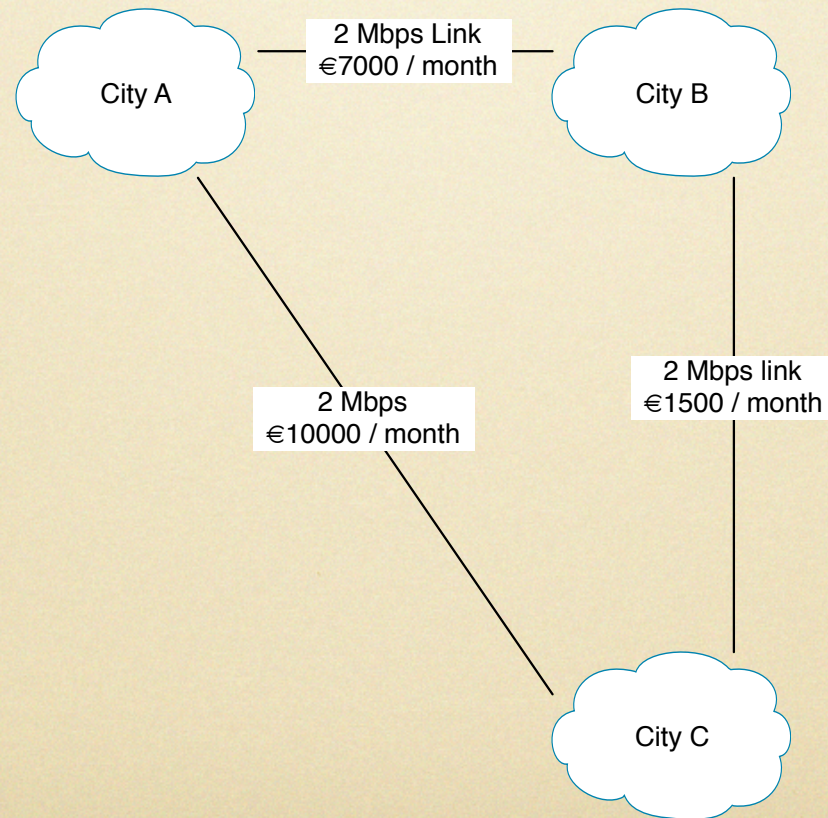 2 Mbps Link
€7000 / month
City A
City B
2 Mbps link
€1500 / month
2 Mbps
€10000 / month
City C